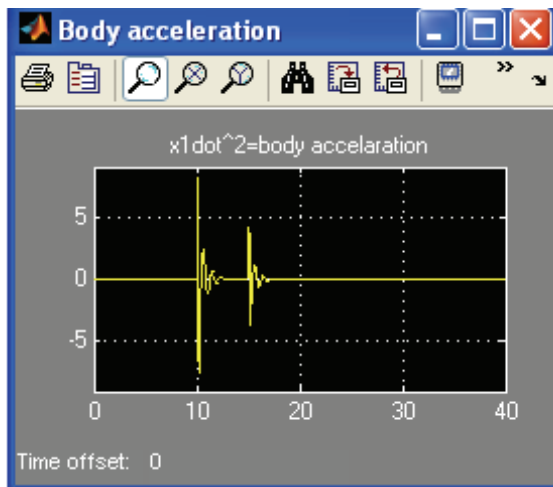 Body acceleration
x1dot^2=body accelaration
5
0
-5
0 10 20 30 40
Time offset: 0